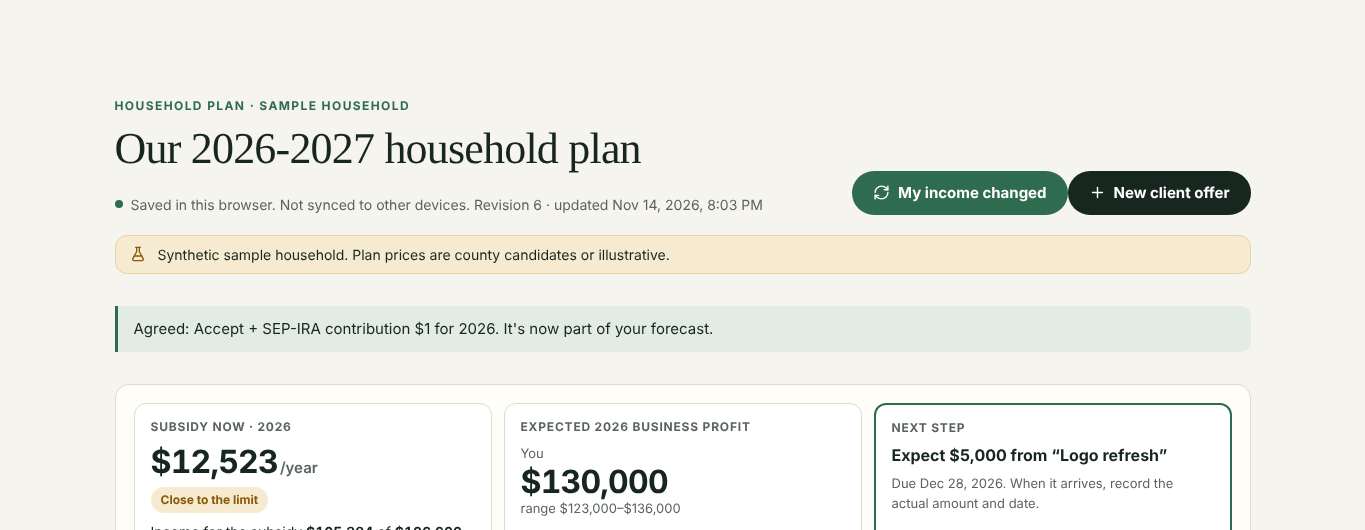 HOUSEHOLD PLAN · SAMPLE HOUSEHOLD
Our 2026-2027 household plan
Saved in this browser. Not synced to other devices. Revision 6 · updated Nov 14, 2026, 8:03 PM
My income changed
New client offer
Synthetic sample household. Plan prices are county candidates or illustrative.
Agreed: Accept + SEP-IRA contribution $1 for 2026. It's now part of your forecast.
SUBSIDY NOW · 2026
$12,523/year
Close to the limit
Income for the subsidy
EXPECTED 2026 BUSINESS PROFIT
You
$130,000
range $123,000–$136,000
NEXT STEP
Expect $5,000 from “Logo refresh”
Due Dec 28, 2026. When it arrives, record the
actual amount and date.